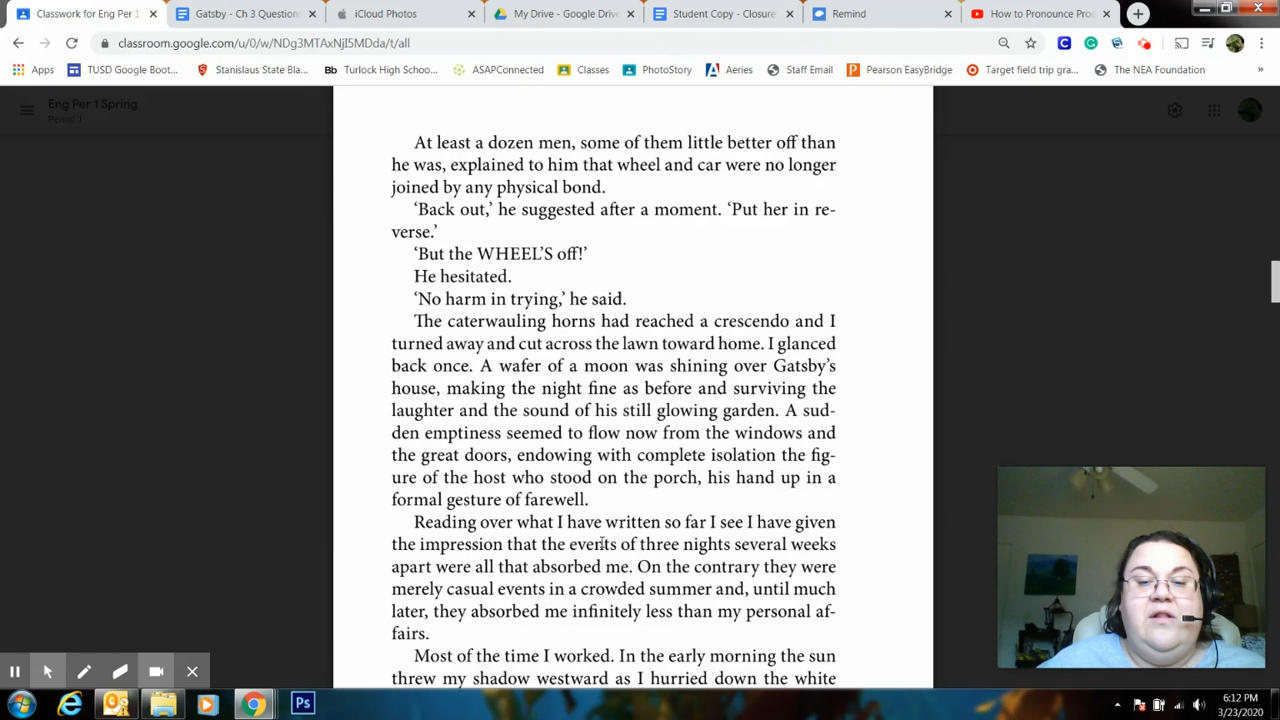 Classwork for Eng Per 1
Gatsby - Ch 3 Question
iCloud Photos
My Drive - Google Drive
Student Copy - Closure
Remind
How to Pronounce Proc
classroom.google.com/u/0/w/NDg3MTAxNjI5MDda/t/all
Apps
TUSD Google Boot...
Stanislaus State Bla...
Bb Turlock High Schoo...
ASAPConnected
Classes
PhotoStory
Aeries
Staff Email
Pearson EasyBridge
Target field trip gra...
The NEA Foundation
»
Eng Per 1 Spring
Period 1
At least a dozen men, some of them little better off than
he was, explained to him that wheel and car were no longer
joined by any physical bond.
‘Back out,’ he suggested after a moment. ‘Put her in re-
verse.’
‘But the WHEEL’S off!’
He hesitated.
‘No harm in trying,’ he said.
The caterwauling horns had reached a crescendo and I
turned away and cut across the lawn toward home. I glanced
back once. A wafer of a moon was shining over Gatsby’s
house, making the night fine as before and surviving the
laughter and the sound of his still glowing garden. A sud-
den emptiness seemed to flow now from the windows and
the great doors, endowing with complete isolation the fig-
ure of the host who stood on the porch, his hand up in a
formal gesture of farewell.
Reading over what I have written so far I see I have given
the impression that the events of three nights several weeks
apart were all that absorbed me. On the contrary they were
merely casual events in a crowded summer and, until much
later, they absorbed me infinitely less than my personal af-
fairs.
Most of the time I worked. In the early morning the sun
threw my shadow westward as I hurried down the white
Ps
6:12 PM
3/23/2020